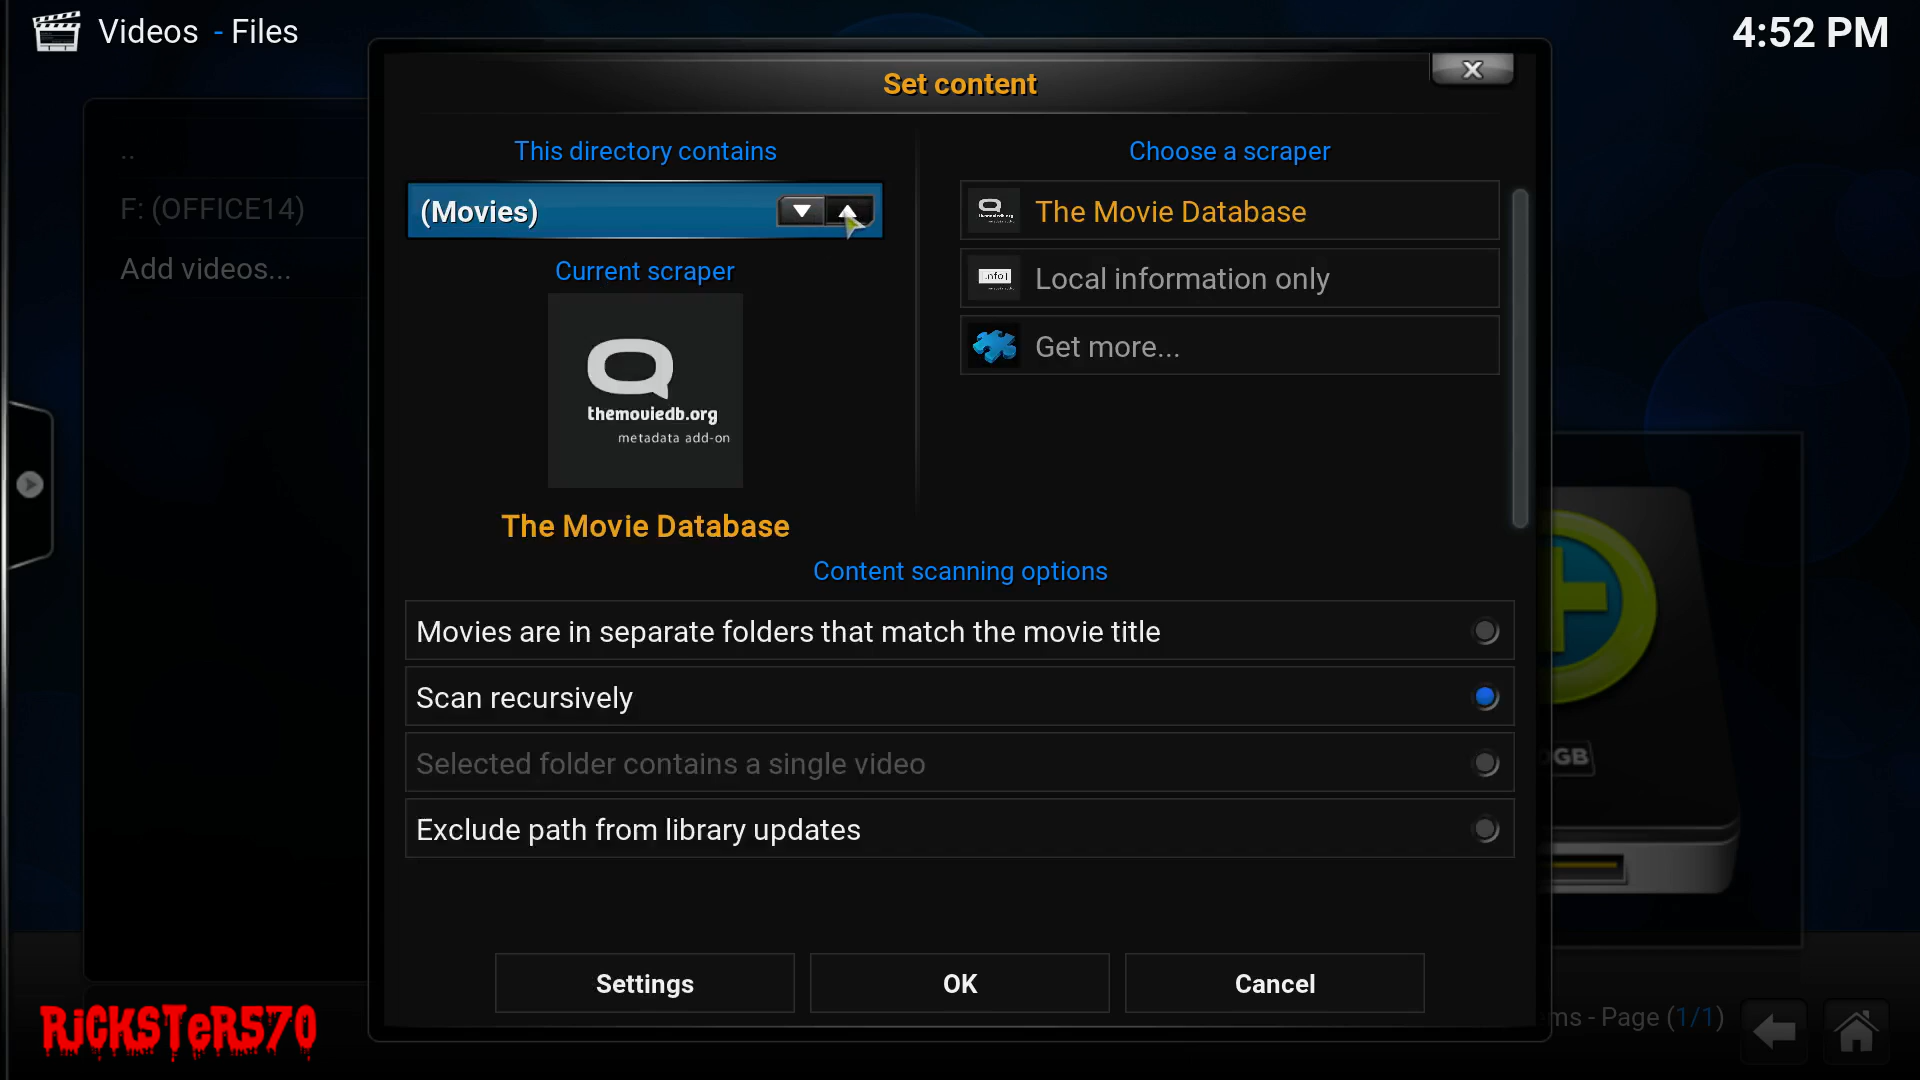 Videos - Files
4:52 PM
Set content
X
This directory contains
Choose a scraper
..
F: (OFFICE14)
Add videos...
(Movies)
The Movie Database
Local information only
Get more...
Current scraper
themoviedb.org
metadata add-on
The Movie Database
Content scanning options
Movies are in separate folders that match the movie title
Scan recursively
Selected folder contains a single video
Exclude path from library updates
Settings
OK
Cancel
RiCKSTeR570
ms - Page (1/1)